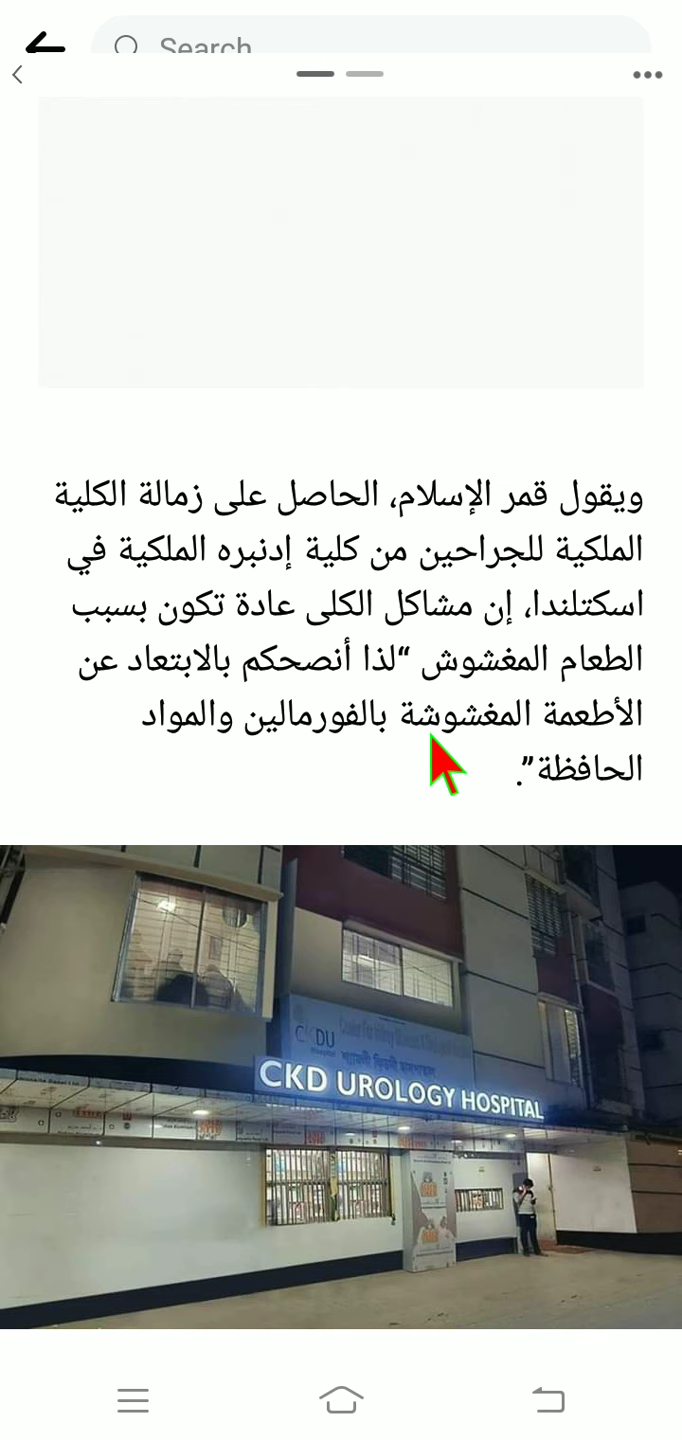 Search
ويقول قمر الإسلام، الحاصل على زمالة الكلية
الملكية للجراحين من كلية إدنبره الملكية في
اسكتلندا، إن مشاكل الكلى عادة تكون بسبب
الطعام المغشوش “لذا أنصحكم بالابتعاد عن
الأطعمة المغشوشة بالفورمالين والمواد
الحافظة”.
CKDU
Hospital
CKD UROLOGY HOSPITAL